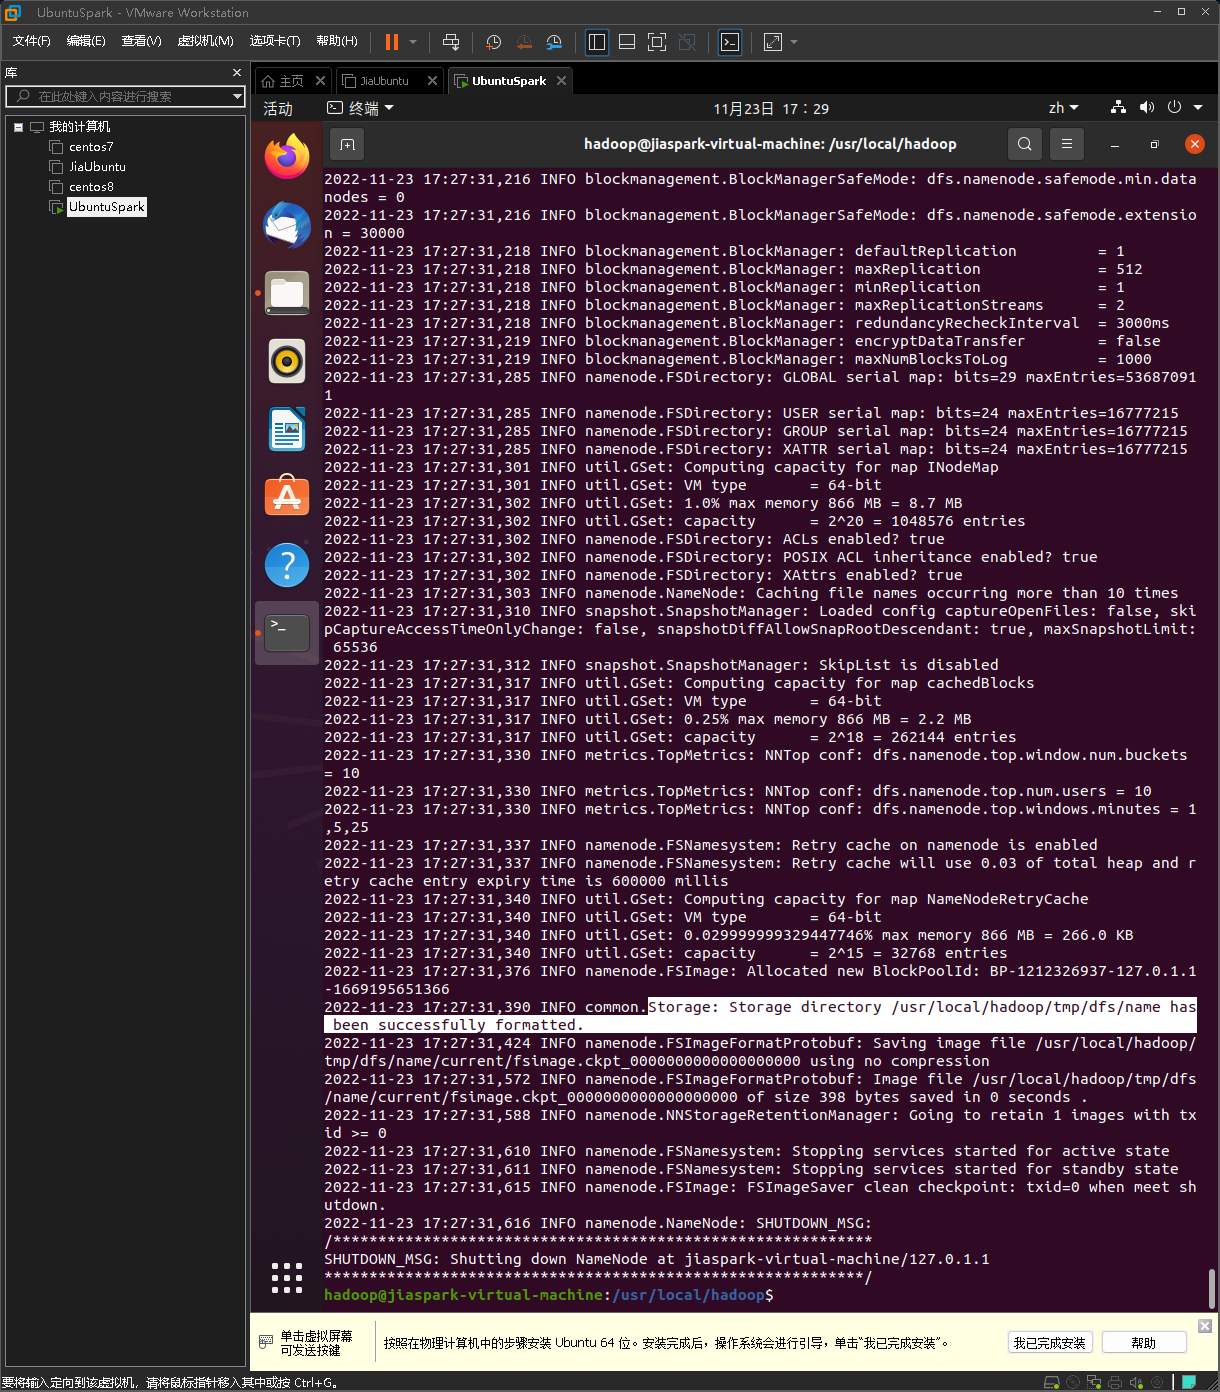 UbuntuSpark - VMware Workstation
文件(F) 编辑(E) 查看(V) 虚拟机(M) 选项卡(T) 帮助(H)
库
在此处键入内容进行搜索
我的计算机
centos7
JiaUbuntu
centos8
UbuntuSpark
主页 JiaUbuntu UbuntuSpark
活动 终端 11月23日 17：29 zh
hadoop@jiaspark-virtual-machine: /usr/local/hadoop
2022-11-23 17:27:31,216 INFO blockmanagement.BlockManagerSafeMode: dfs.namenode.safemode.min.data
nodes = 0
2022-11-23 17:27:31,216 INFO blockmanagement.BlockManagerSafeMode: dfs.namenode.safemode.extensio
n = 30000
2022-11-23 17:27:31,218 INFO blockmanagement.BlockManager: defaultReplication         = 1
2022-11-23 17:27:31,218 INFO blockmanagement.BlockManager: maxReplication             = 512
2022-11-23 17:27:31,218 INFO blockmanagement.BlockManager: minReplication             = 1
2022-11-23 17:27:31,218 INFO blockmanagement.BlockManager: maxReplicationStreams      = 2
2022-11-23 17:27:31,218 INFO blockmanagement.BlockManager: redundancyRecheckInterval  = 3000ms
2022-11-23 17:27:31,219 INFO blockmanagement.BlockManager: encryptDataTransfer        = false
2022-11-23 17:27:31,219 INFO blockmanagement.BlockManager: maxNumBlocksToLog          = 1000
2022-11-23 17:27:31,285 INFO namenode.FSDirectory: GLOBAL serial map: bits=29 maxEntries=53687091
1
2022-11-23 17:27:31,285 INFO namenode.FSDirectory: USER serial map: bits=24 maxEntries=16777215
2022-11-23 17:27:31,285 INFO namenode.FSDirectory: GROUP serial map: bits=24 maxEntries=16777215
2022-11-23 17:27:31,285 INFO namenode.FSDirectory: XATTR serial map: bits=24 maxEntries=16777215
2022-11-23 17:27:31,301 INFO util.GSet: Computing capacity for map INodeMap
2022-11-23 17:27:31,301 INFO util.GSet: VM type       = 64-bit
2022-11-23 17:27:31,302 INFO util.GSet: 1.0% max memory 866 MB = 8.7 MB
2022-11-23 17:27:31,302 INFO util.GSet: capacity      = 2^20 = 1048576 entries
2022-11-23 17:27:31,302 INFO namenode.FSDirectory: ACLs enabled? true
2022-11-23 17:27:31,302 INFO namenode.FSDirectory: POSIX ACL inheritance enabled? true
2022-11-23 17:27:31,302 INFO namenode.FSDirectory: XAttrs enabled? true
2022-11-23 17:27:31,303 INFO namenode.NameNode: Caching file names occurring more than 10 times
2022-11-23 17:27:31,310 INFO snapshot.SnapshotManager: Loaded config captureOpenFiles: false, ski
pCaptureAccessTimeOnlyChange: false, snapshotDiffAllowSnapRootDescendant: true, maxSnapshotLimit:
 65536
2022-11-23 17:27:31,312 INFO snapshot.SnapshotManager: SkipList is disabled
2022-11-23 17:27:31,317 INFO util.GSet: Computing capacity for map cachedBlocks
2022-11-23 17:27:31,317 INFO util.GSet: VM type       = 64-bit
2022-11-23 17:27:31,317 INFO util.GSet: 0.25% max memory 866 MB = 2.2 MB
2022-11-23 17:27:31,317 INFO util.GSet: capacity      = 2^18 = 262144 entries
2022-11-23 17:27:31,330 INFO metrics.TopMetrics: NNTop conf: dfs.namenode.top.window.num.buckets
= 10
2022-11-23 17:27:31,330 INFO metrics.TopMetrics: NNTop conf: dfs.namenode.top.num.users = 10
2022-11-23 17:27:31,330 INFO metrics.TopMetrics: NNTop conf: dfs.namenode.top.windows.minutes = 1
,5,25
2022-11-23 17:27:31,337 INFO namenode.FSNamesystem: Retry cache on namenode is enabled
2022-11-23 17:27:31,337 INFO namenode.FSNamesystem: Retry cache will use 0.03 of total heap and r
etry cache entry expiry time is 600000 millis
2022-11-23 17:27:31,340 INFO util.GSet: Computing capacity for map NameNodeRetryCache
2022-11-23 17:27:31,340 INFO util.GSet: VM type       = 64-bit
2022-11-23 17:27:31,340 INFO util.GSet: 0.029999999329447746% max memory 866 MB = 266.0 KB
2022-11-23 17:27:31,340 INFO util.GSet: capacity      = 2^15 = 32768 entries
2022-11-23 17:27:31,376 INFO namenode.FSImage: Allocated new BlockPoolId: BP-1212326937-127.0.1.1
-1669195651366
2022-11-23 17:27:31,390 INFO common.Storage: Storage directory /usr/local/hadoop/tmp/dfs/name has
 been successfully formatted.
2022-11-23 17:27:31,424 INFO namenode.FSImageFormatProtobuf: Saving image file /usr/local/hadoop/
tmp/dfs/name/current/fsimage.ckpt_0000000000000000000 using no compression
2022-11-23 17:27:31,572 INFO namenode.FSImageFormatProtobuf: Image file /usr/local/hadoop/tmp/dfs
/name/current/fsimage.ckpt_0000000000000000000 of size 398 bytes saved in 0 seconds .
2022-11-23 17:27:31,588 INFO namenode.NNStorageRetentionManager: Going to retain 1 images with tx
id >= 0
2022-11-23 17:27:31,610 INFO namenode.FSNamesystem: Stopping services started for active state
2022-11-23 17:27:31,611 INFO namenode.FSNamesystem: Stopping services started for standby state
2022-11-23 17:27:31,615 INFO namenode.FSImage: FSImageSaver clean checkpoint: txid=0 when meet sh
utdown.
2022-11-23 17:27:31,616 INFO namenode.NameNode: SHUTDOWN_MSG:
/************************************************************
SHUTDOWN_MSG: Shutting down NameNode at jiaspark-virtual-machine/127.0.1.1
************************************************************/
hadoop@jiaspark-virtual-machine:/usr/local/hadoop$
单击虚拟屏幕
可发送按键
按照在物理计算机中的步骤安装 Ubuntu 64 位。安装完成后，操作系统会进行引导，单击“我已完成安装”。
我已完成安装 帮助
要将输入定向到该虚拟机，请将鼠标指针移入其中或按 Ctrl+G。